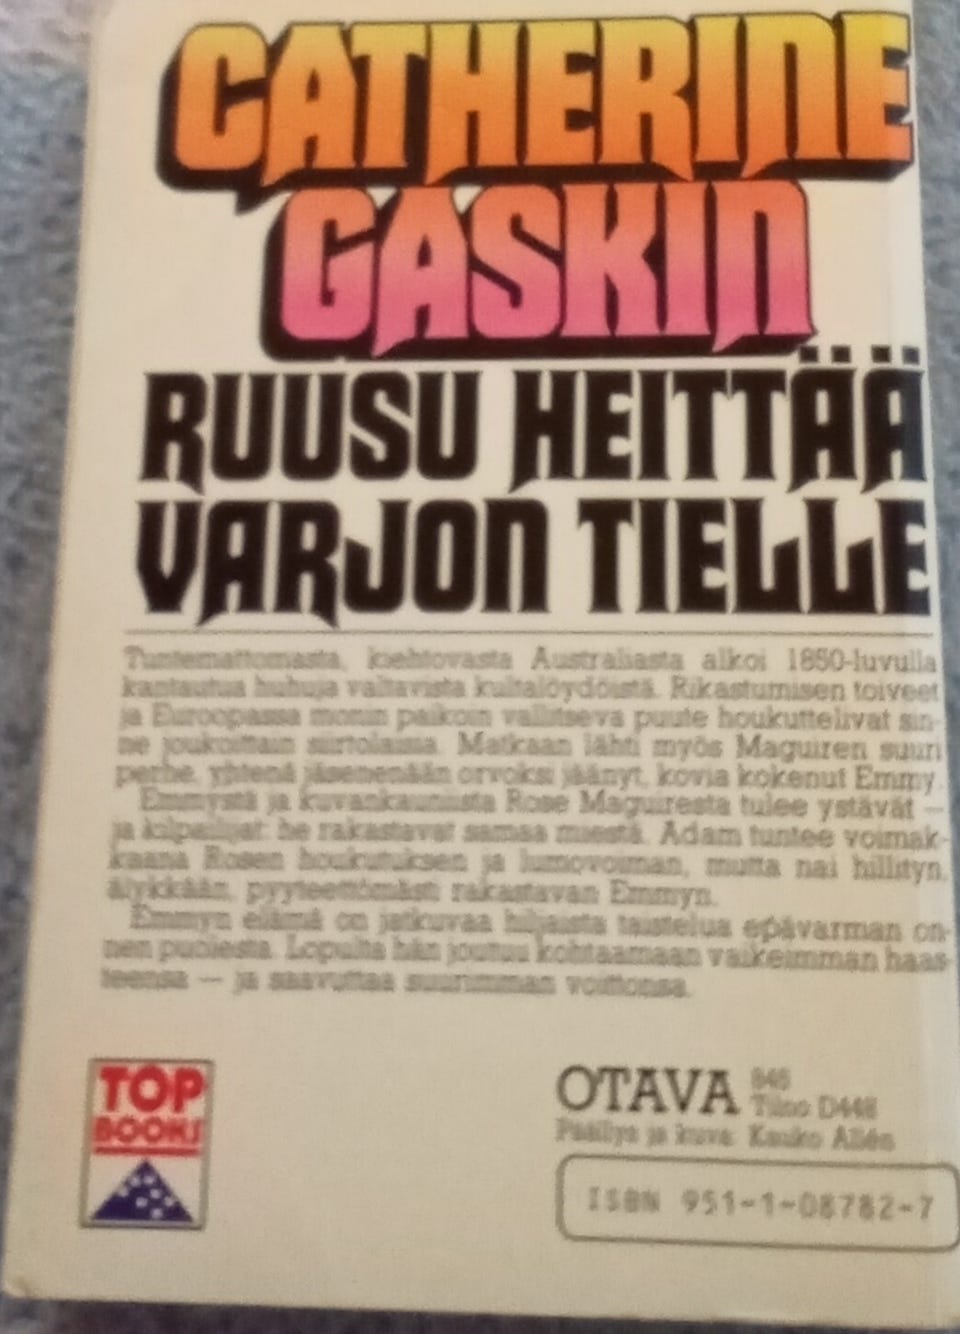 CATHERINE
GASKIN
RUUSU HEITTÄÄ
VARJON TIELLE
Tuntemattomasta, kiehtovasta Australiasta alkoi 1850-luvulla
kantautua huhuja valtavista kultalöydöistä. Rikastumisen toiveet
ja Euroopassa monin paikoin vallitseva puute houkuttelivat sin-
ne joukoittain siirtolaisia. Matkaan lähti myös Maguiren suuri
perhe, yhtenä jäsenenään orvoksi jäänyt, kovia kokenut Emmy.
Emmystä ja kuvankauniista Rose Maguiresta tulee ystävät —
ja kilpailijat: he rakastavat samaa miestä. Adam tuntee voimak-
kaana Rosen houkutuksen ja lumovoiman, mutta nai hillityn,
älykkään, pyyteettömästi rakastavan Emmyn.
Emmyn elämä on jatkuvaa hiljaista taistelua epävarman on-
nen puolesta. Lopulta hän joutuu kohtaamaan vaikeimman haas-
teensa — ja saavuttaa suurimman voittonsa.
TOP
BOOKS
OTAVA
Päällys ja kuva: Kauko Allén
ISBN 951-1-08782-7